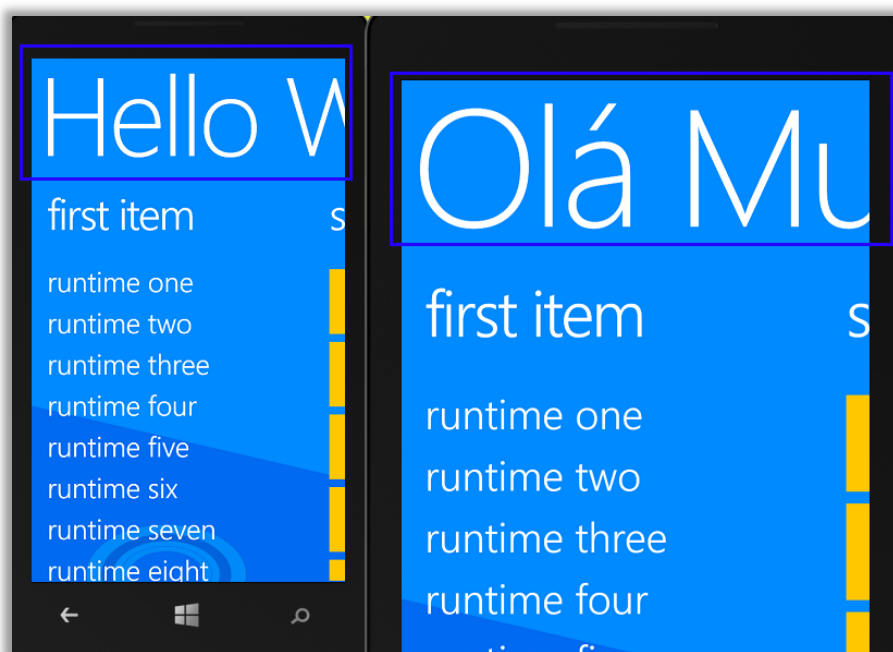 Hello W
first item
s
runtime one
runtime two
runtime three
runtime four
runtime five
runtime six
runtime seven
runtime eight
Olá Mu
first item
s
runtime one
runtime two
runtime three
runtime four